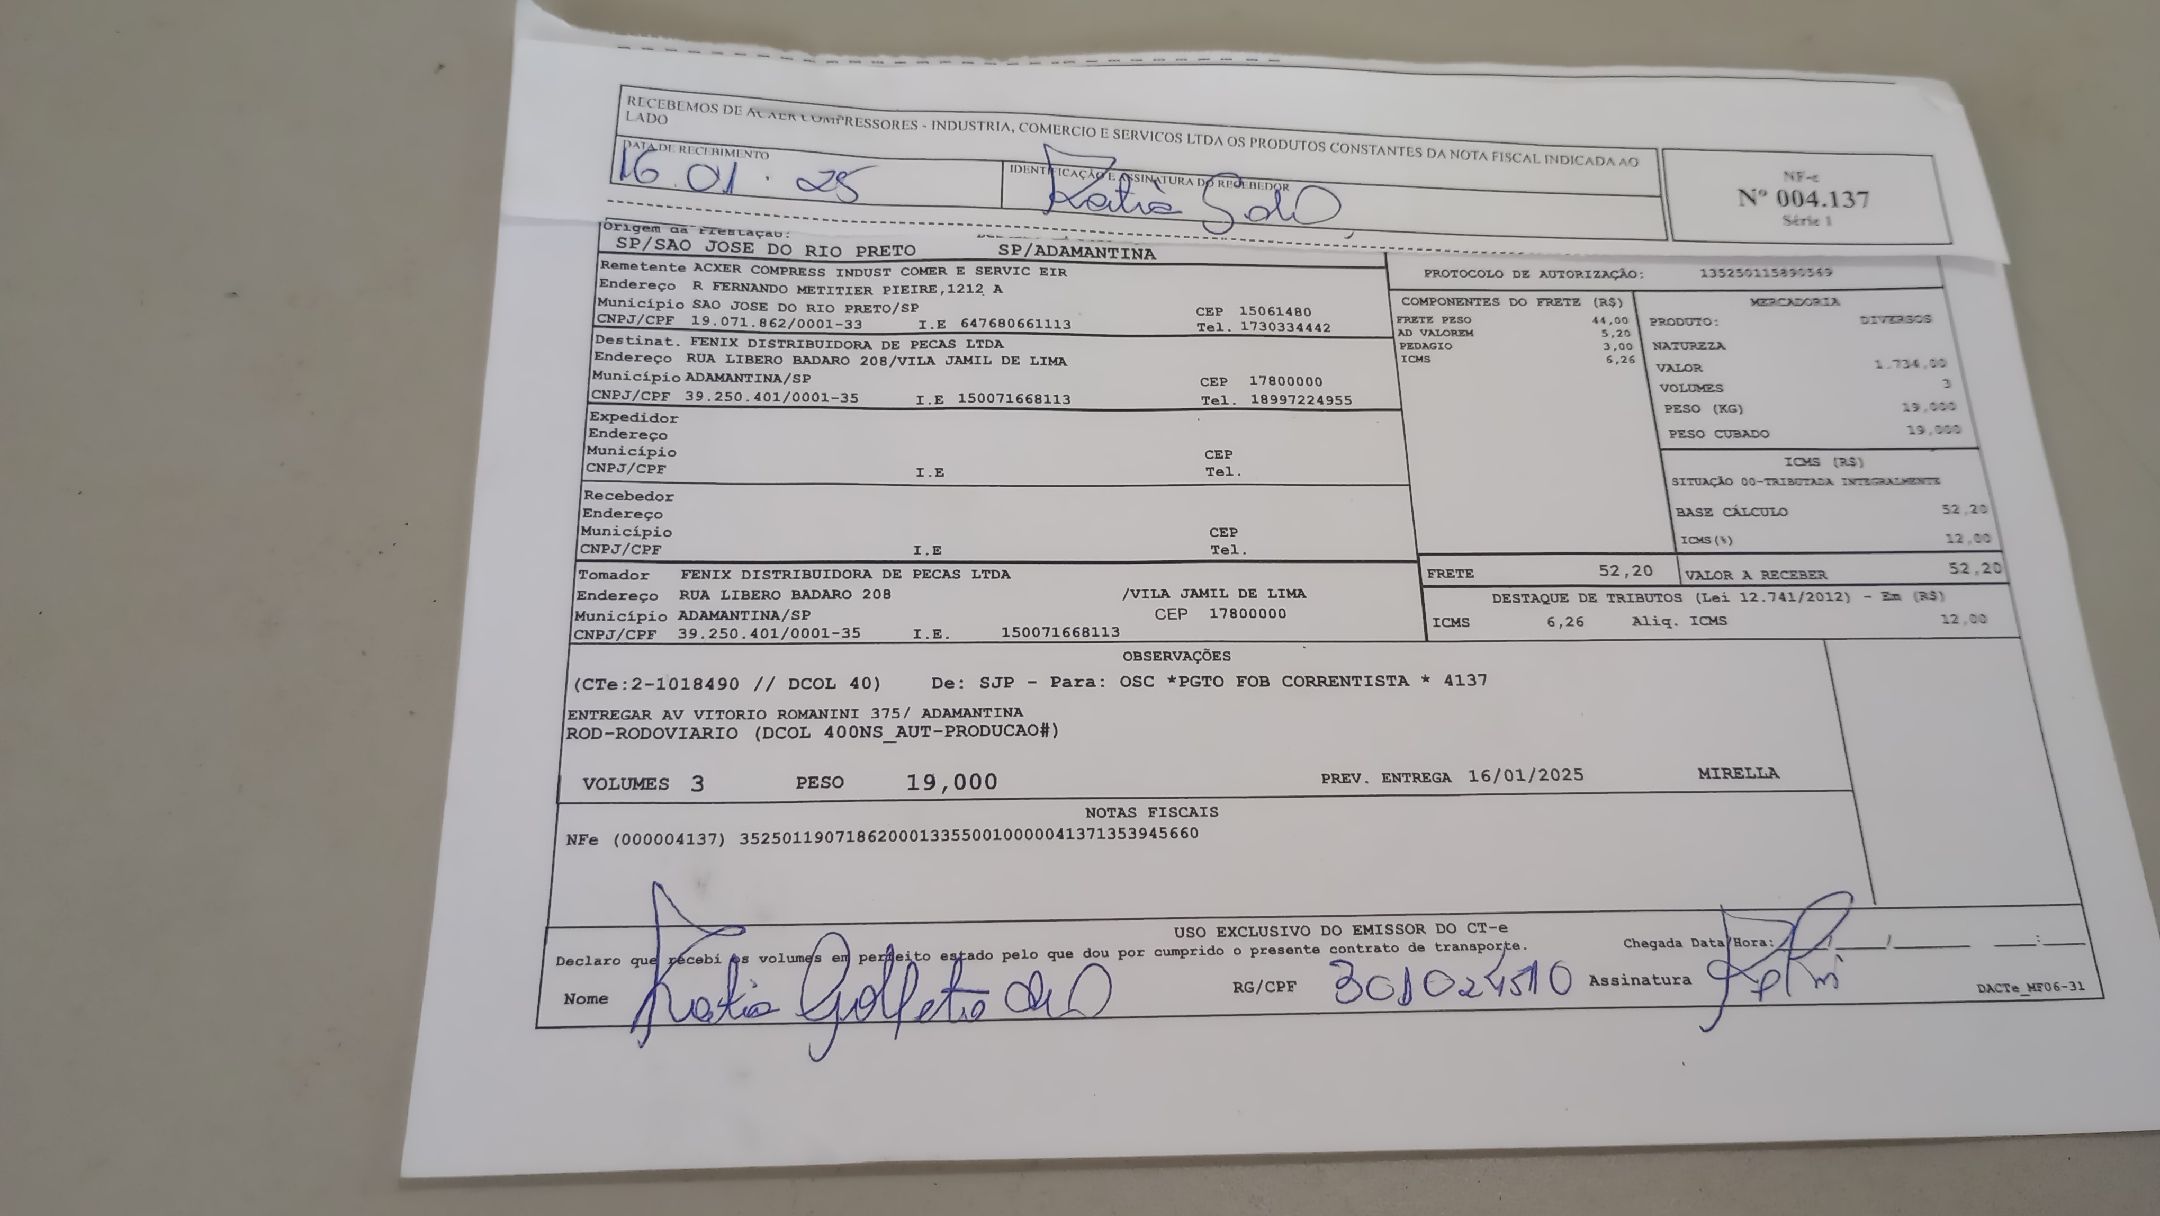 RECEBEMOS DE ACXER COMPRESSORES - INDUSTRIA, COMERCIO E SERVICOS LTDA OS PRODUTOS CONSTANTES DA NOTA FISCAL INDICADA AO
LADO
DATA DE RECEBIMENTO
16.01.25
IDENTIFICAÇÃO E ASSINATURA DO RECEBEDOR
Katia
NF-e
Nº 004.137
Série 1
Origem da Prestação:
SP/SAO JOSE DO RIO PRETO SP/ADAMANTINA
Remetente ACXER COMPRESS INDUST COMER E SERVIC EIR
Endereço R FERNANDO METITIER PIEIRE,1212 A
Município SAO JOSE DO RIO PRETO/SP CEP 15061480
CNPJ/CPF 19.071.862/0001-33 I.E 647680661113 Tel. 1730334442
Destinat. FENIX DISTRIBUIDORA DE PECAS LTDA
Endereço RUA LIBERO BADARO 208/VILA JAMIL DE LIMA
Município ADAMANTINA/SP CEP 17800000
CNPJ/CPF 39.250.401/0001-35 I.E 150071668113 Tel. 18997224955
Expedidor
Endereço
Município CEP
CNPJ/CPF I.E Tel.
Recebedor
Endereço
Município CEP
CNPJ/CPF I.E Tel.
Tomador FENIX DISTRIBUIDORA DE PECAS LTDA
Endereço RUA LIBERO BADARO 208 /VILA JAMIL DE LIMA
Município ADAMANTINA/SP CEP 17800000
CNPJ/CPF 39.250.401/0001-35 I.E. 150071668113
PROTOCOLO DE AUTORIZAÇÃO: 135250115890369
COMPONENTES DO FRETE (R$)
FRETE PESO 44,00
AD VALOREM 5,20
PEDAGIO 3,00
ICMS 6,26
MERCADORIA
PRODUTO: DIVERSOS
NATUREZA
VALOR 1.734,00
VOLUMES 3
PESO (KG) 19,000
PESO CUBADO 19,000
ICMS (R$)
SITUAÇÃO 00-TRIBUTADA INTEGRALMENTE
BASE CÁLCULO 52,20
ICMS(%) 12,00
FRETE 52,20 VALOR A RECEBER 52,20
DESTAQUE DE TRIBUTOS (Lei 12.741/2012) - Em (R$)
ICMS 6,26 Aliq. ICMS 12,00
OBSERVAÇÕES
(CTe:2-1018490 // DCOL 40) De: SJP - Para: OSC *PGTO FOB CORRENTISTA * 4137
ENTREGAR AV VITORIO ROMANINI 375/ ADAMANTINA
ROD-RODOVIARIO (DCOL 400NS_AUT-PRODUCAO#)
VOLUMES 3 PESO 19,000 PREV. ENTREGA 16/01/2025 MIRELLA
NOTAS FISCAIS
NFe (000004137) 35250119071862000133550010000041371353945660
USO EXCLUSIVO DO EMISSOR DO CT-e
Declaro que recebi os volumes em perfeito estado pelo que dou por cumprido o presente contrato de transporte.
Chegada Data/Hora: __/____/______ ___:____
Nome Katia RG/CPF 301024510 Assinatura
DACTe_MF06-31